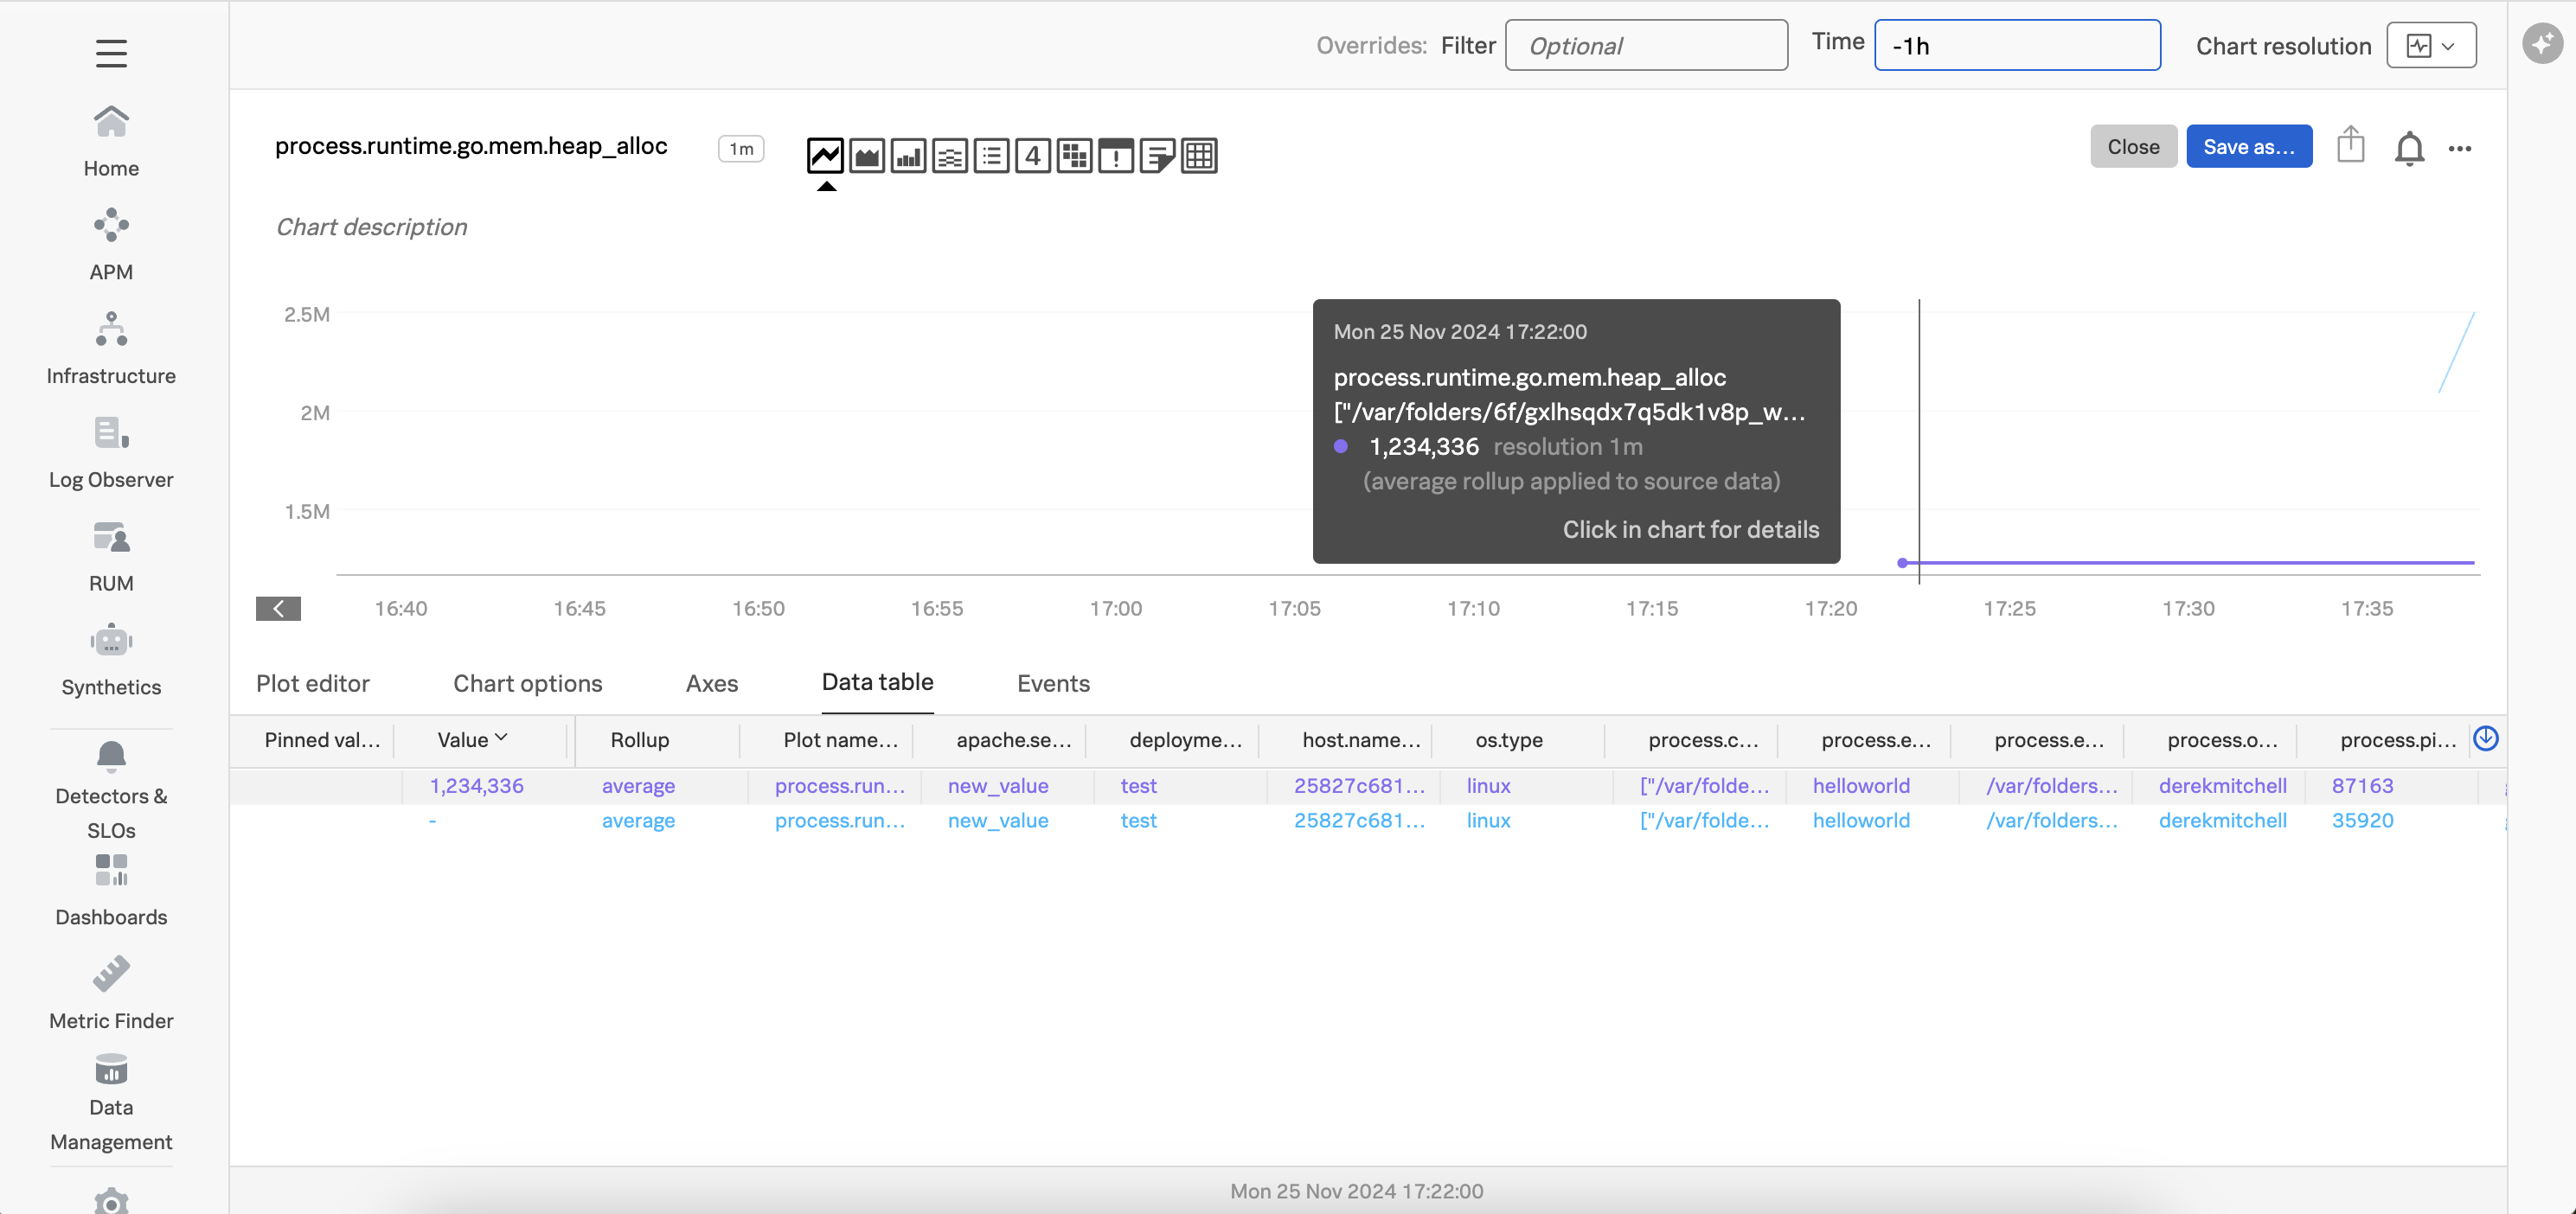 Overrides: Filter Optional Time -1h Chart resolution
Home
APM
Infrastructure
Log Observer
RUM
Synthetics
Detectors &
SLOs
Dashboards
Metric Finder
Data
Management
process.runtime.go.mem.heap_alloc 1m 4 Close Save as...
Chart description
2.5M
2M
1.5M
Mon 25 Nov 2024 17:22:00
process.runtime.go.mem.heap_alloc
["/var/folders/6f/gxlhsqdx7q5dk1v8p_w...
1,234,336 resolution 1m
(average rollup applied to source data)
Click in chart for details
16:40 16:45 16:50 16:55 17:00 17:05 17:10 17:15 17:20 17:25 17:30 17:35
Plot editor Chart options Axes Data table Events
Pinned val... Value Rollup Plot name... apache.se... deployme... host.name... os.type process.c... process.e... process.e... process.o... process.pi...
1,234,336 average process.run... new_value test 25827c681... linux ["/var/folde... helloworld /var/folders... derekmitchell 87163
- average process.run... new_value test 25827c681... linux ["/var/folde... helloworld /var/folders... derekmitchell 35920
Mon 25 Nov 2024 17:22:00